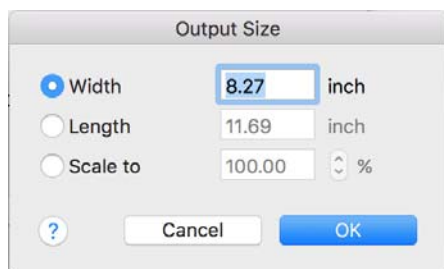 Output Size
Width 8.27 inch
Length 11.69 inch
Scale to 100.00 %
? Cancel OK